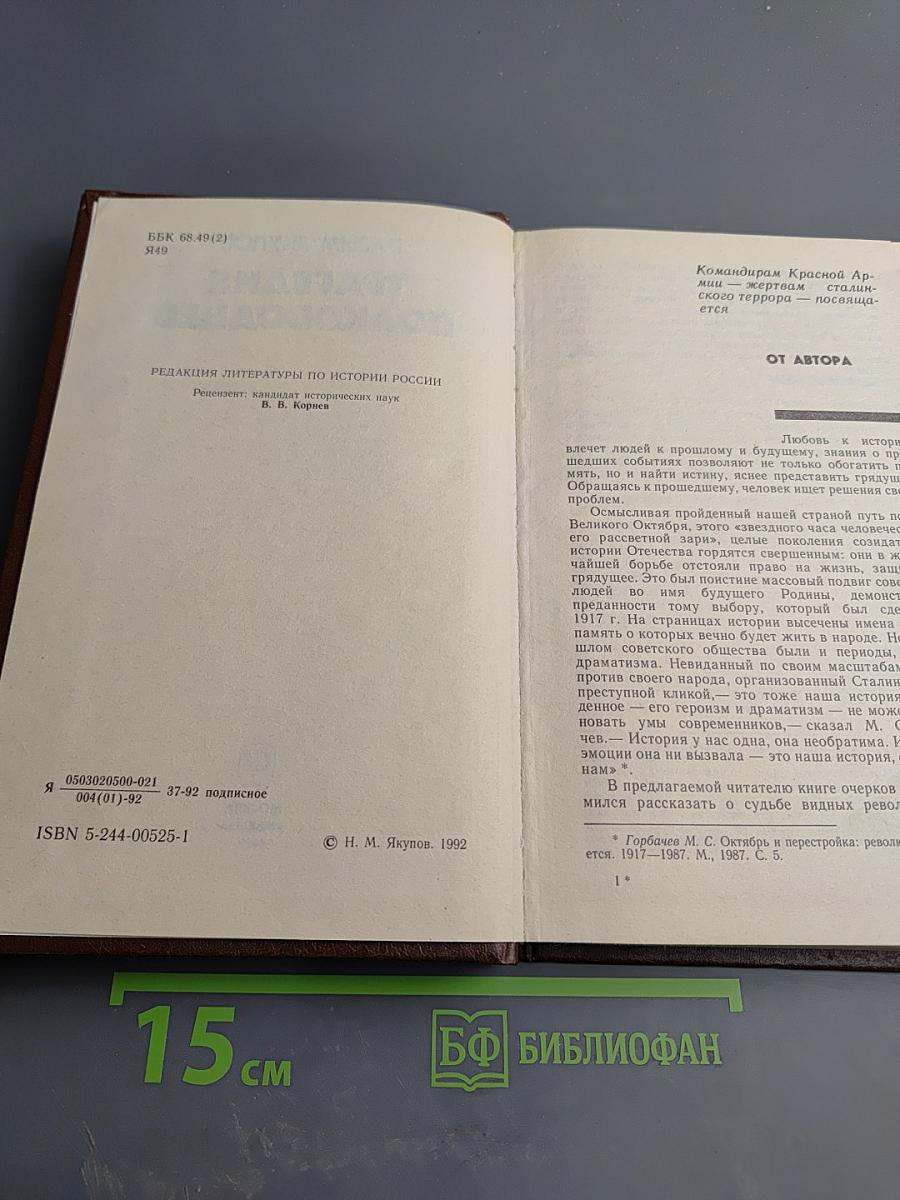 ББК 68.49(2)
Я49
РЕДАКЦИЯ ЛИТЕРАТУРЫ ПО ИСТОРИИ РОССИИ
Рецензент: кандидат исторических наук
В. В. Корнев
Я 0503020500-021
004(01)-92
37-92 подписное
ISBN 5-244-00525-1
© Н. М. Якупов. 1992
Командирам Красной Ар-
мии — жертвам сталин-
ского террора — посвяща-
ется
ОТ АВТОРА
Любовь к истори
влечет людей к прошлому и будущему, знания о пр
шедших событиях позволяют не только обогатить п
мять, но и найти истину, яснее представить грядущ
Обращаясь к прошедшему, человек ищет решения сво
проблем.
Осмысливая пройденный нашей страной путь по
Великого Октября, этого «звездного часа человечес
его рассветной зари», целые поколения созидат
истории Отечества гордятся свершенным: они в ж
чайшей борьбе отстояли право на жизнь, защи
грядущее. Это был поистине массовый подвиг сове
людей во имя будущего Родины, демонст
преданности тому выбору, который был сде
1917 г. На страницах истории высечены имена
память о которых вечно будет жить в народе. Но
шлом советского общества были и периоды,
драматизма. Невиданный по своим масштабам
против своего народа, организованный Сталин
преступной кликой,— это тоже наша история
денное — его героизм и драматизм — не може
новать умы современников,— сказал М. С
чев.— История у нас одна, она необратима. И
эмоции она ни вызвала — это наша история,
нам» *.
В предлагаемой читателю книге очерков
мился рассказать о судьбе видных револ
* Горбачев М. С. Октябрь и перестройка: револю
ется. 1917—1987. М., 1987. С. 5.
1 *
15 см
БФ БИБЛИОФАН